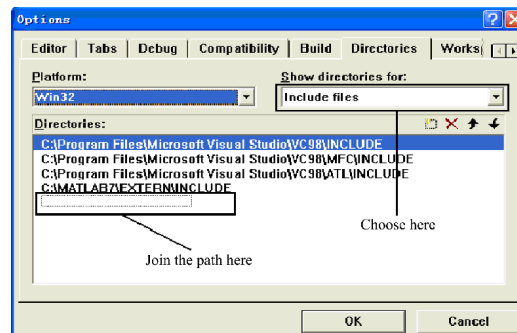 Options
Editor Tabs Debug Compatibility Build Directories Works
Platform: Show directories for:
Win32 Include files
Directories:
C:\Program Files\Microsoft Visual Studio\VC98\INCLUDE
C:\Program Files\Microsoft Visual Studio\VC98\MFC\INCLUDE
C:\Program Files\Microsoft Visual Studio\VC98\ATL\INCLUDE
C:\MATLAB7\EXTERN\INCLUDE
Choose here
Join the path here
OK Cancel